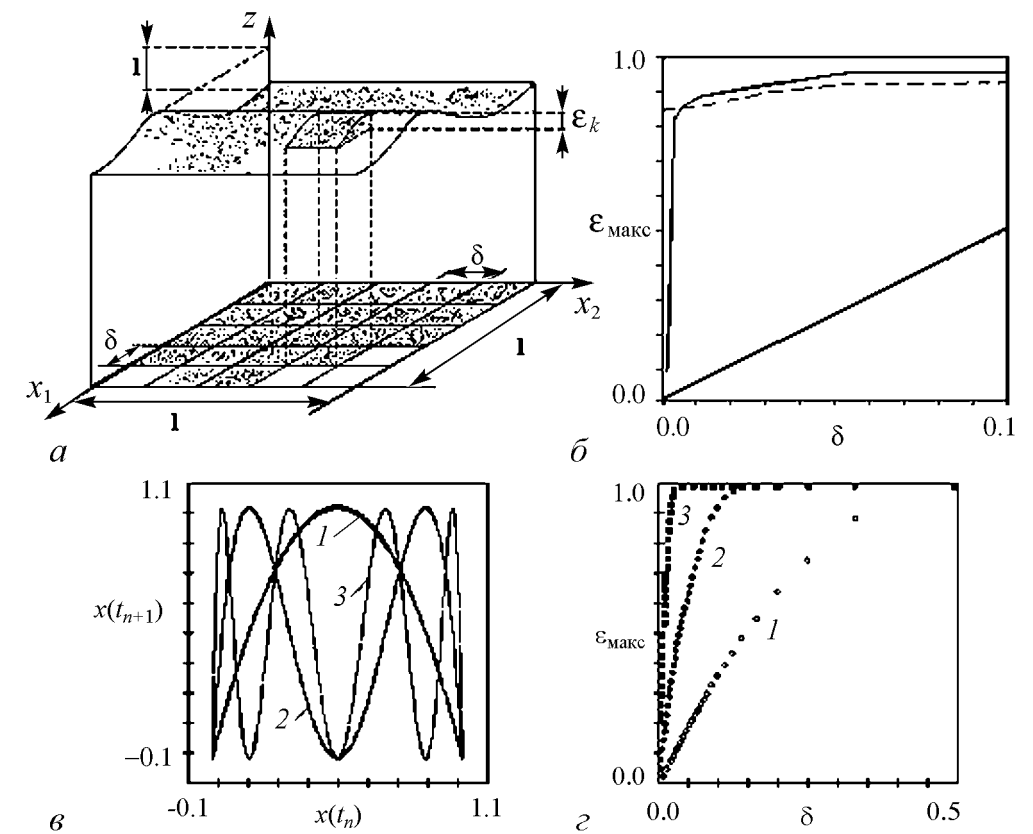 z
l
ε_k
δ
x_2
δ
l
x_1
l
а
1.0
ε_макс
0.0
0.0 δ 0.1
б
1.1
1
3
x(t_{n+1})
2
–0.1
-0.1 x(t_n) 1.1
в
1.0
3
2
ε_макс
1
0.0
0.0 δ 0.5
г